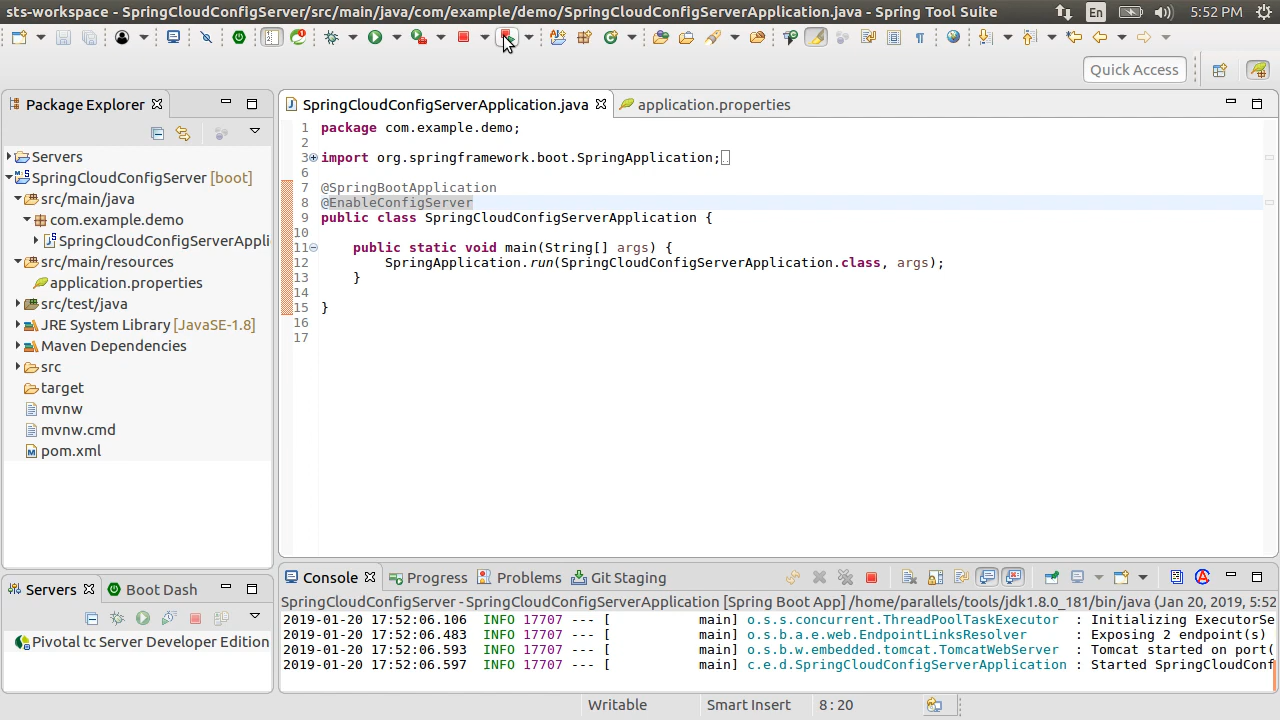 sts-workspace - SpringCloudConfigServer/src/main/java/com/example/demo/SpringCloudConfigServerApplication.java - Spring Tool Suite
En
5:52 PM
Quick Access
Package Explorer
Servers
SpringCloudConfigServer [boot]
src/main/java
com.example.demo
SpringCloudConfigServerAppli
src/main/resources
application.properties
src/test/java
JRE System Library [JavaSE-1.8]
Maven Dependencies
src
target
mvnw
mvnw.cmd
pom.xml
SpringCloudConfigServerApplication.java
application.properties
1 package com.example.demo;
2
3 import org.springframework.boot.SpringApplication;
6
7 @SpringBootApplication
8 @EnableConfigServer
9 public class SpringCloudConfigServerApplication {
10
11 public static void main(String[] args) {
12 SpringApplication.run(SpringCloudConfigServerApplication.class, args);
13 }
14
15 }
16
17
Servers
Boot Dash
Pivotal tc Server Developer Edition
Console
Progress
Problems
Git Staging
SpringCloudConfigServer - SpringCloudConfigServerApplication [Spring Boot App] /home/parallels/tools/jdk1.8.0_181/bin/java (Jan 20, 2019, 5:52
2019-01-20 17:52:06.106 INFO 17707 --- [ main] o.s.s.concurrent.ThreadPoolTaskExecutor : Initializing ExecutorSe
2019-01-20 17:52:06.483 INFO 17707 --- [ main] o.s.b.a.e.web.EndpointLinksResolver : Exposing 2 endpoint(s)
2019-01-20 17:52:06.593 INFO 17707 --- [ main] o.s.b.w.embedded.tomcat.TomcatWebServer : Tomcat started on port(
2019-01-20 17:52:06.597 INFO 17707 --- [ main] c.e.d.SpringCloudConfigServerApplication : Started SpringCloudConf
Writable
Smart Insert
8:20